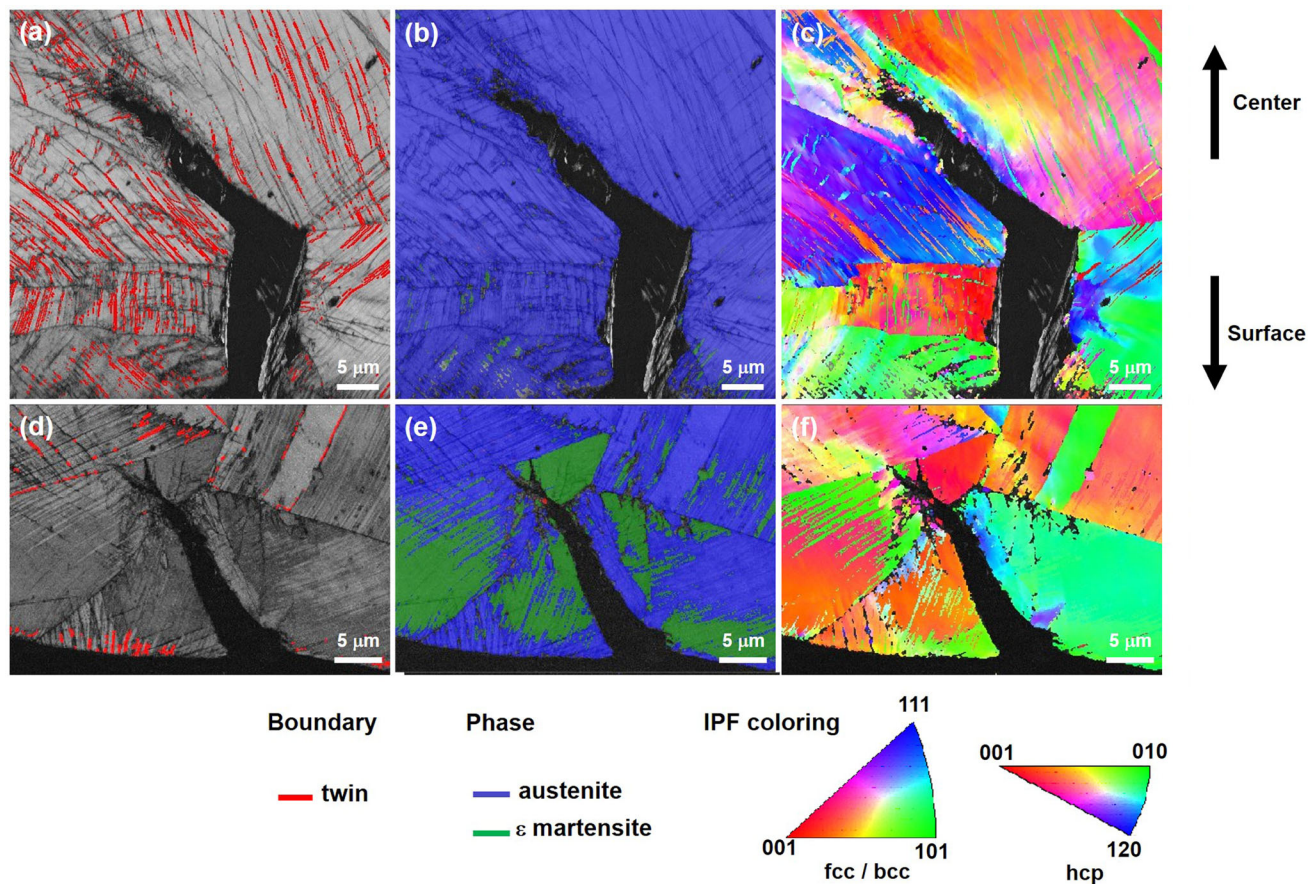 (a)
(b)
(c)
Center
Surface
5 μm
5 μm
5 μm
(d)
(e)
(f)
5 μm
5 μm
5 μm
Boundary
Phase
IPF coloring
twin
austenite
ε martensite
111
001
101
fcc / bcc
001
010
120
hcp